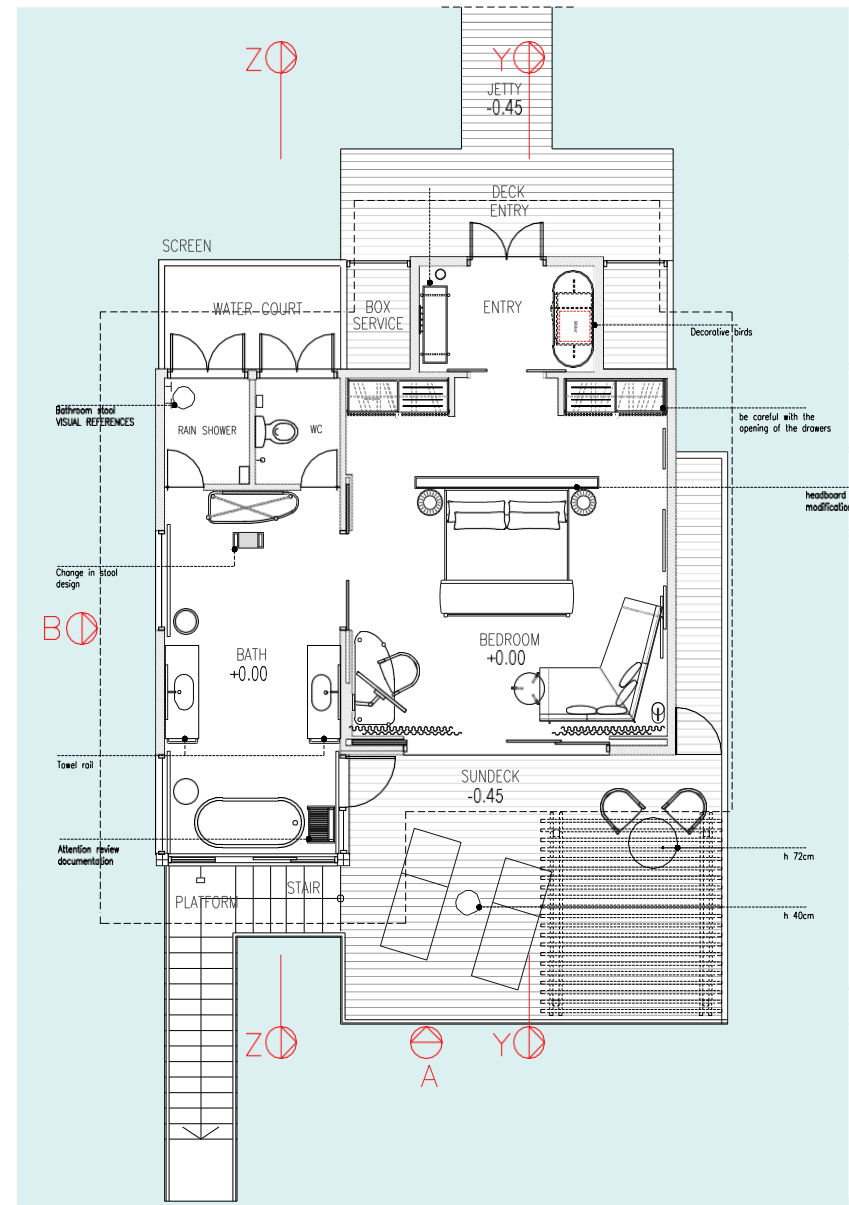 Z
Y
JETTY
-0.45
DECK
ENTRY
SCREEN
WATER COURT
BOX
SERVICE
ENTRY
Decorative birds
Bathroom stool
VISUAL REFERENCES
RAIN SHOWER
WC
be careful with the
opening of the drawers
headboard
modification
Change in stool
design
B
BATH
+0.00
BEDROOM
+0.00
Towel rail
SUNDECK
-0.45
Attention review
documentation
h 72cm
PLATFORM
STAIR
h 40cm
Z
A
Y